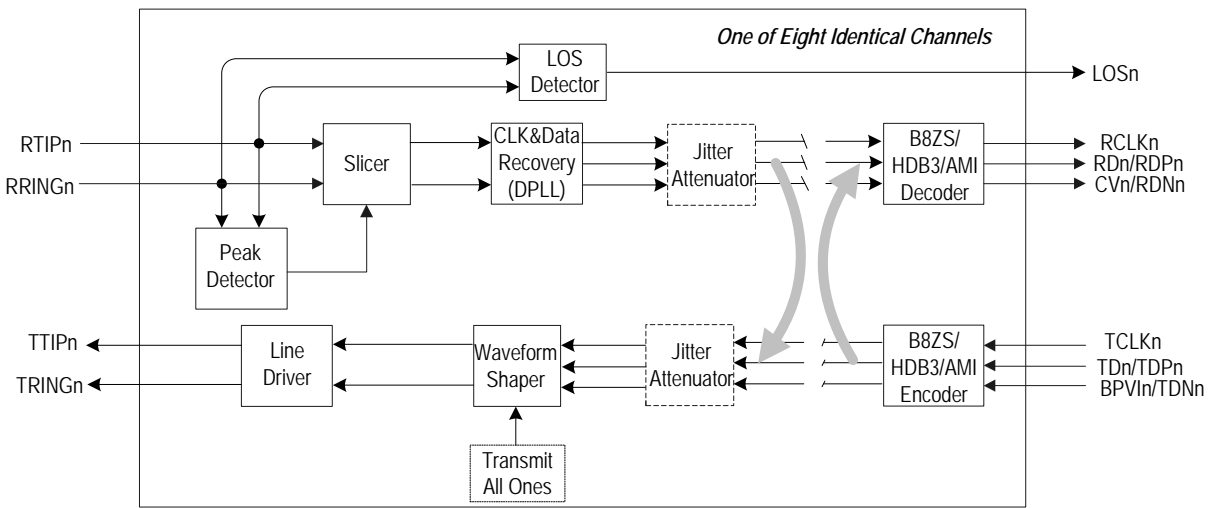 One of Eight Identical Channels
LOS
Detector
LOSn
RTIPn
RRINGn
Slicer
CLK&Data
Recovery
(DPLL)
Jitter
Attenuator
B8ZS/
HDB3/AMI
Decoder
RCLKn
RDn/RDPn
CVn/RDNn
Peak
Detector
TTIPn
TRINGn
Line
Driver
Waveform
Shaper
Jitter
Attenuator
B8ZS/
HDB3/AMI
Encoder
TCLKn
TDn/TDPn
BPVIn/TDNn
Transmit
All Ones